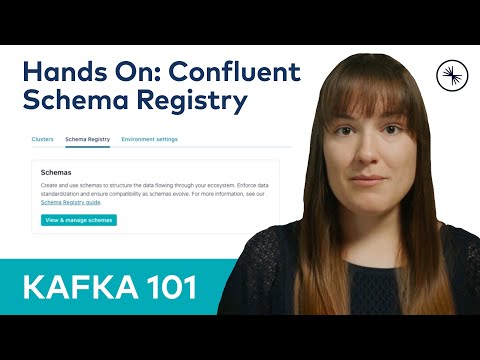 Hands On: Confluent
Schema Registry
Clusters Schema Registry Environment settings
Schemas
Create and use schemas to structure the data flowing through your ecosystem. Enforce data
standardization and ensure compatibility as schemas evolve. For more information, see our
Schema Registry guide.
View & manage schemas
KAFKA 101